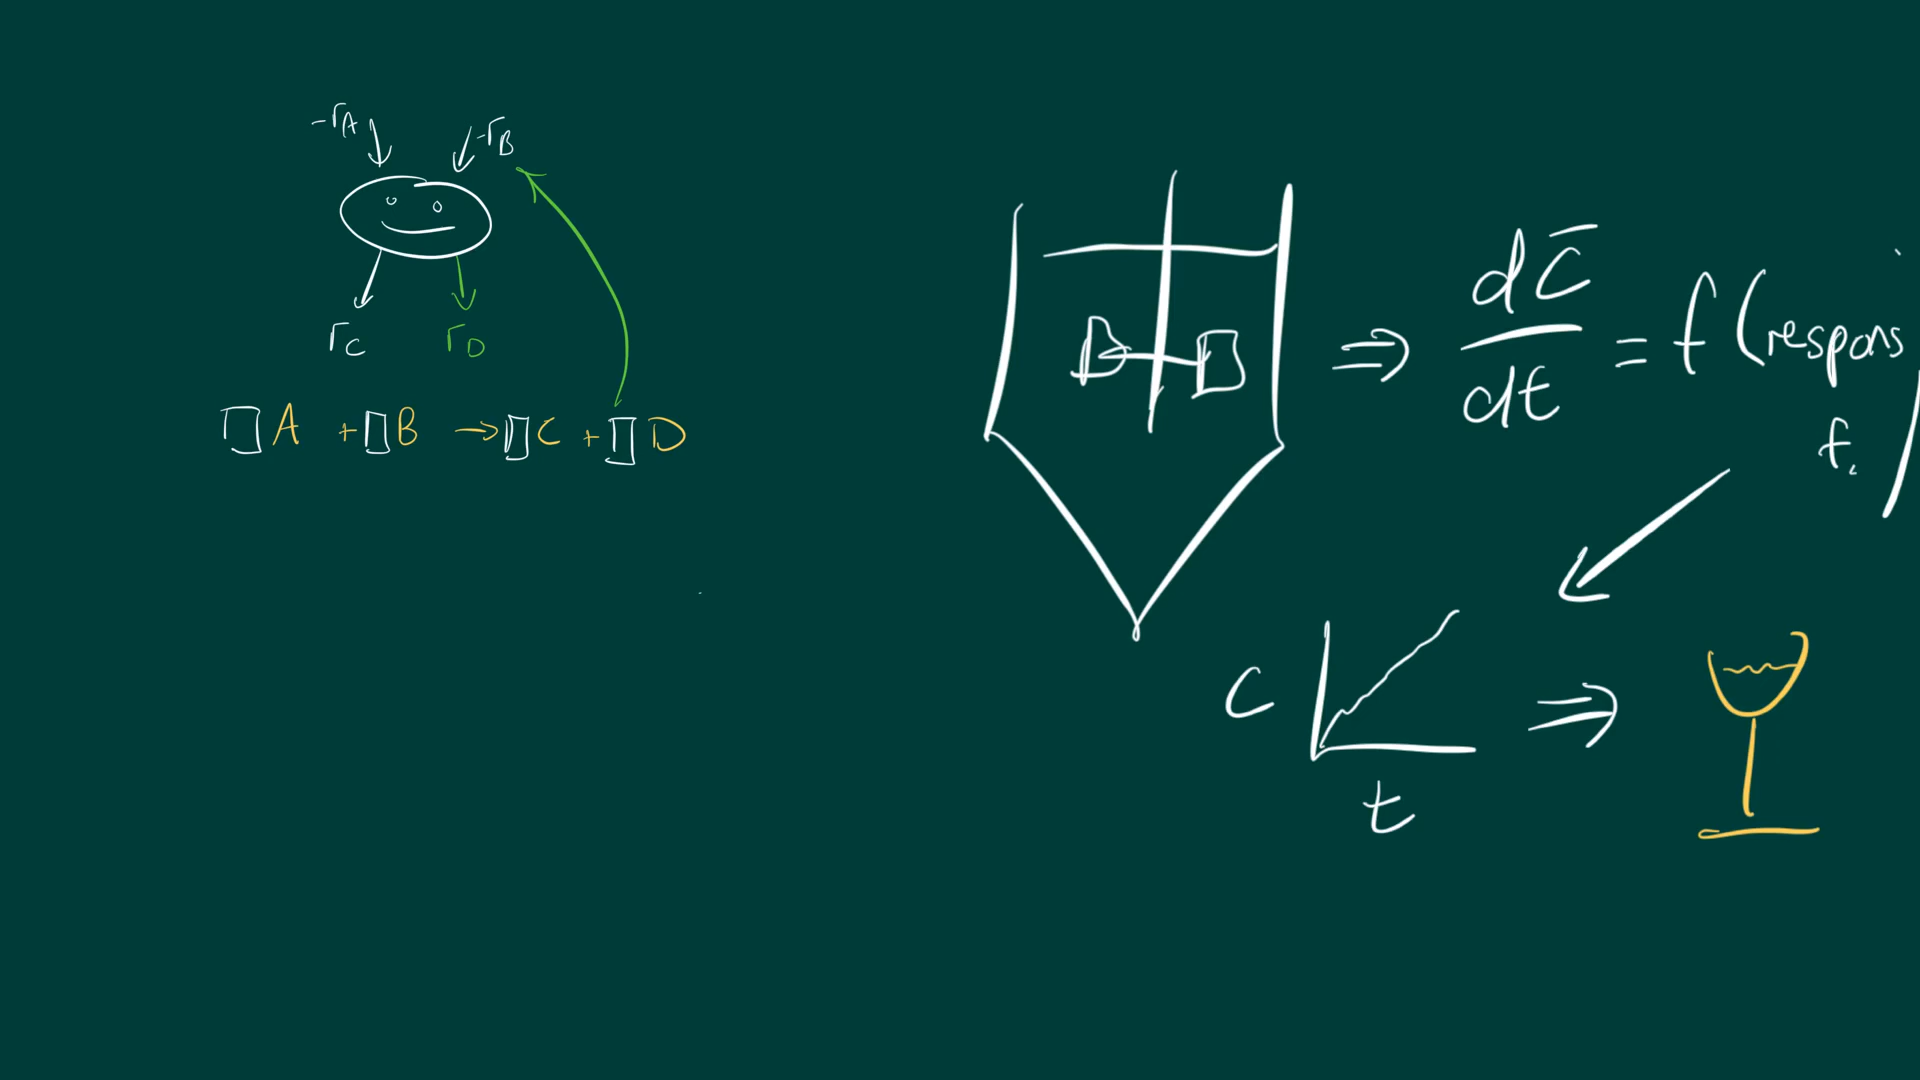 -rA
-rB
rC
rD
□A + □B → □C + □D
⇒ dC̄/dt = f(respons
f.
)
C
t
⇒